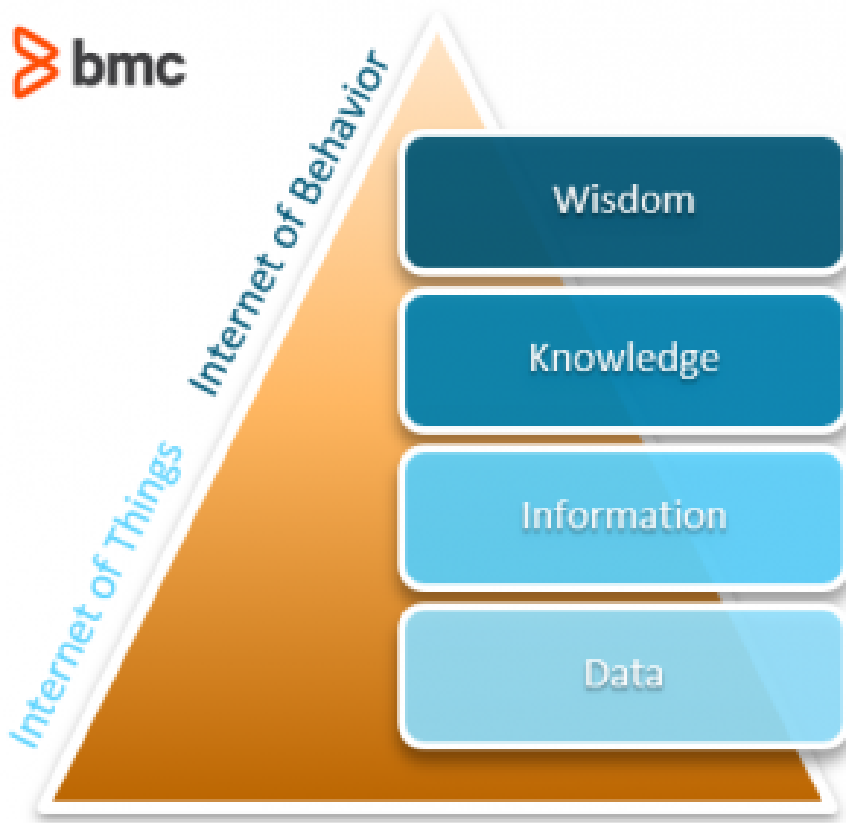 bmc
Internet of Behavior
Internet of Things
Wisdom
Knowledge
Information
Data